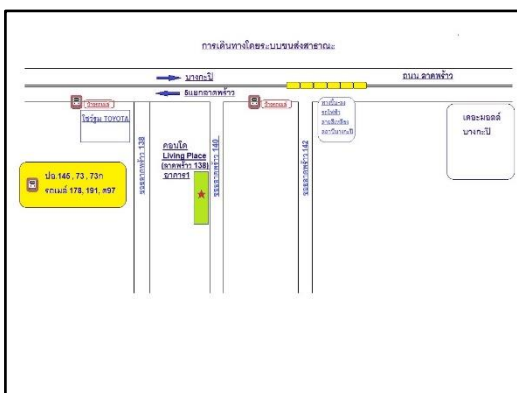 การเดินทางโดยระบบขนส่งสาธารณะ
บางกะปิ
ถนน ลาดพร้าว
5แยกลาดพร้าว
ป้ายรถเมล์
ป้ายรถเมล์
โชว์รูม TOYOTA
เดอะมอลล์
บางกะปิ
คอนโด
Living Place
(ลาดพร้าว 138)
อาคาร1
ซอยลาดพร้าว 138
ซอยลาดพร้าว 140
ซอยลาดพร้าว 142
ปอ.145, 73, 73ก
รถเมล์ 178, 191, ส97